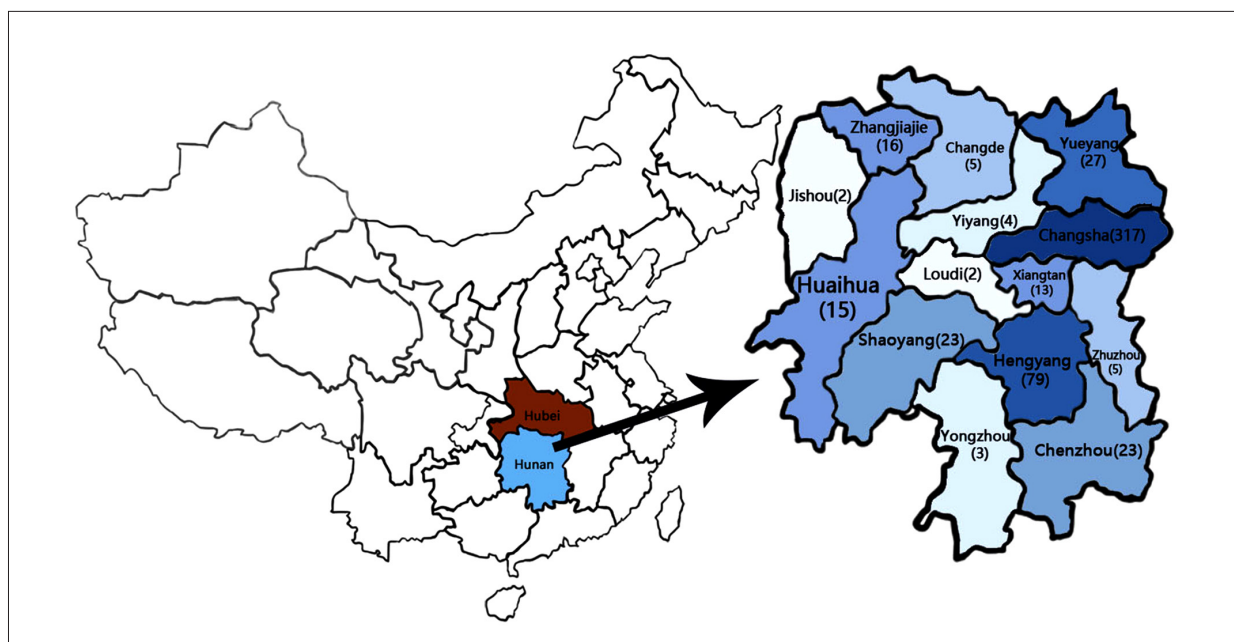 Hubei
Hunan
Zhangjiajie
(16)
Changde
(5)
Yueyang
(27)
Jishou(2)
Yiyang(4)
Changsha(317)
Huaihua
(15)
Loudi(2)
Xiangtan
(13)
Shaoyang(23)
Hengyang
(79)
Zhuzhou
(5)
Yongzhou
(3)
Chenzhou(23)